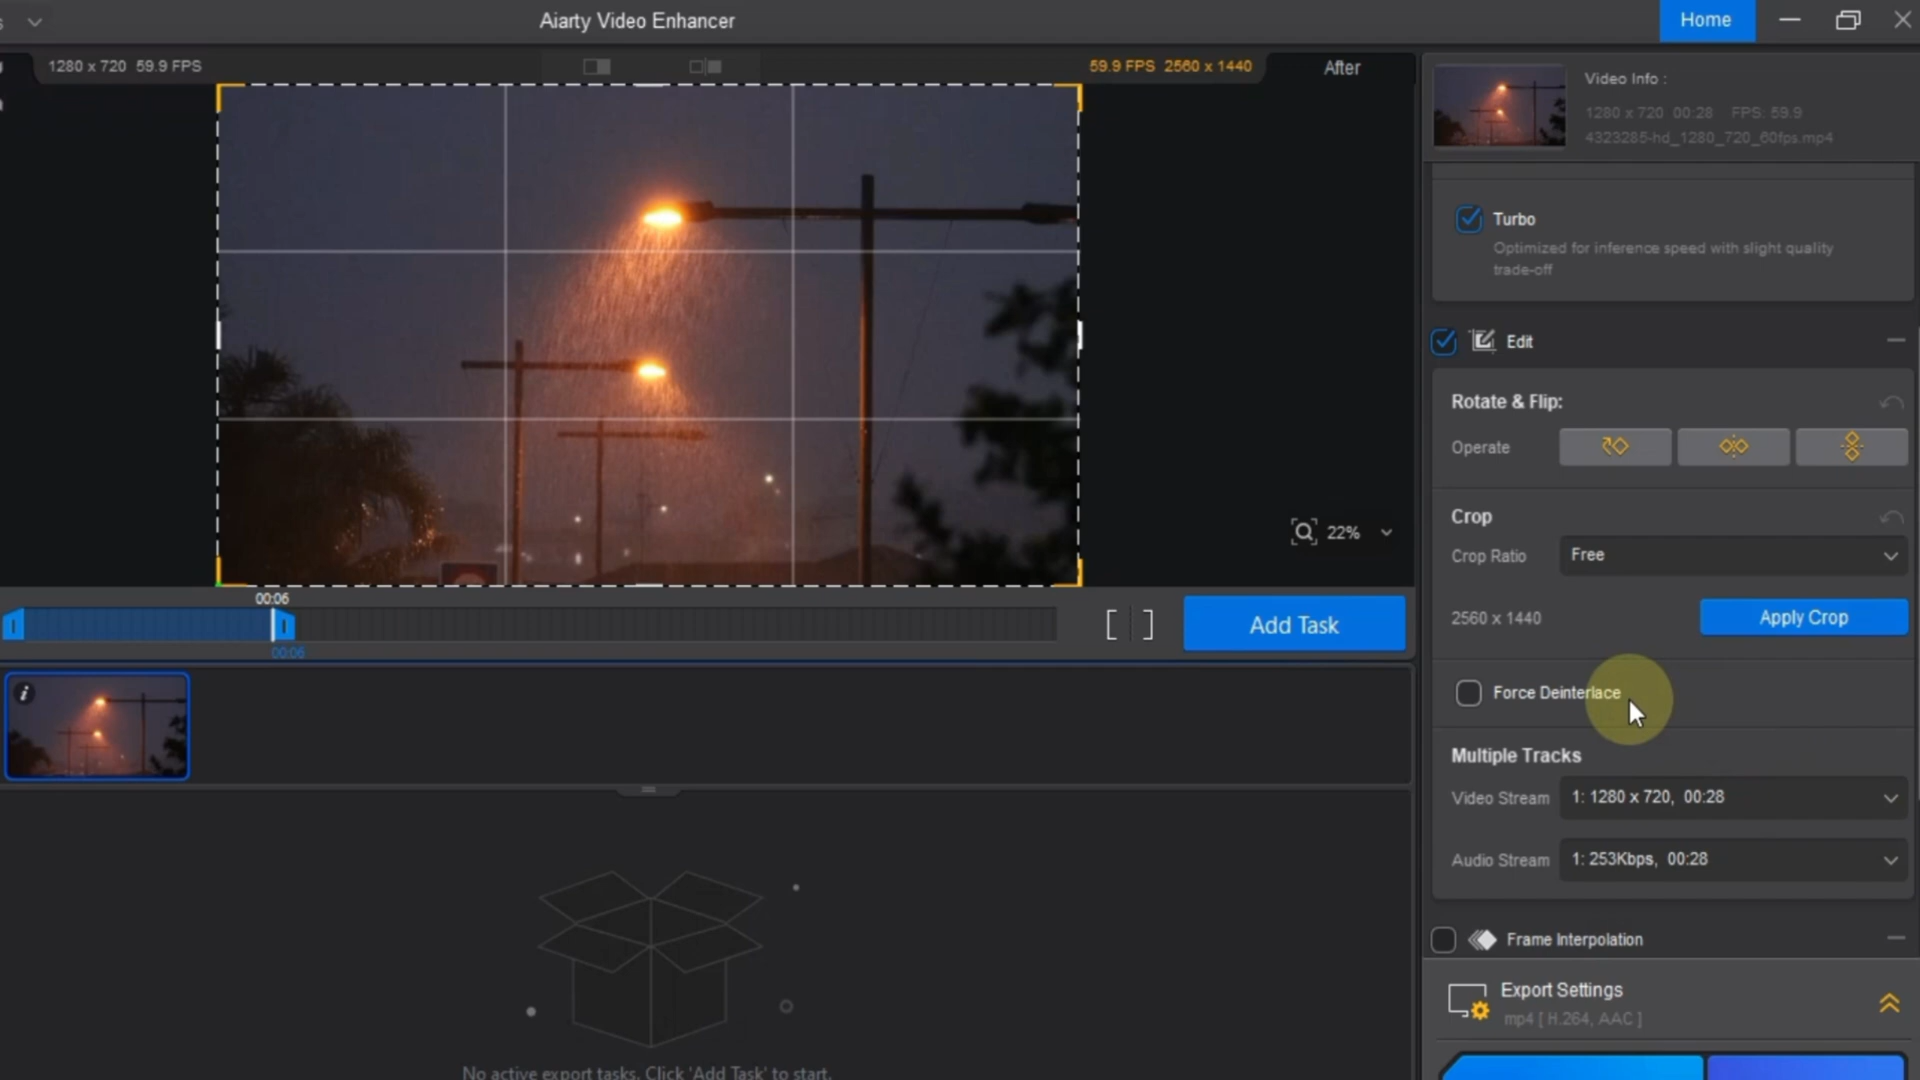 Aiarty Video Enhancer
Home
1280 x 720 59.9 FPS
59.9 FPS 2560 x 1440
After
Video Info :
1280 x 720 00:28 FPS: 59.9
4323285-hd_1280_720_60fps.mp4
Turbo
Optimized for inference speed with slight quality
trade-off
Edit
Rotate & Flip:
Operate
Crop
22%
Crop Ratio
Free
00:06
2560 x 1440
Apply Crop
Add Task
00:06
Force Deinterlace
Multiple Tracks
Video Stream
1: 1280 x 720, 00:28
Audio Stream
1: 253Kbps, 00:28
Frame Interpolation
Export Settings
mp4 [ H.264, AAC ]
No active export tasks. Click 'Add Task' to start.